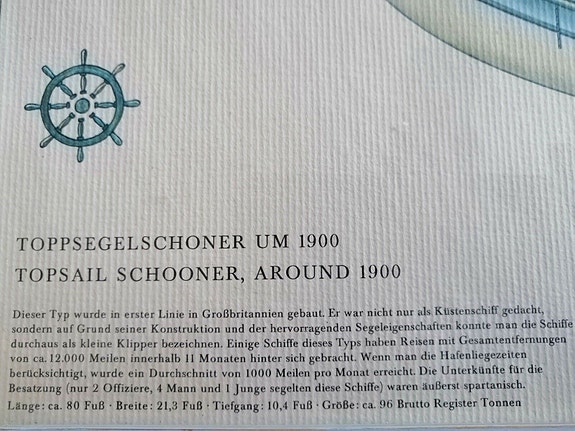 TOPPSEGELSCHONER UM 1900
TOPSAIL SCHOONER, AROUND 1900
Dieser Typ wurde in erster Linie in Großbritannien gebaut. Er war nicht nur als Küstenschiff gedacht,
sondern auf Grund seiner Konstruktion und der hervorragenden Segeleigenschaften konnte man die Schiffe
durchaus als kleine Klipper bezeichnen. Einige Schiffe dieses Typs haben Reisen mit Gesamtentfernungen
von ca. 12.000 Meilen innerhalb 11 Monaten hinter sich gebracht. Wenn man die Hafenliegezeiten
berücksichtigt, wurde ein Durchschnitt von 1000 Meilen pro Monat erreicht. Die Unterkünfte für die
Besatzung (nur 2 Offiziere, 4 Mann und 1 Junge segelten diese Schiffe) waren äußerst spartanisch.
Länge: ca. 80 Fuß · Breite: 21,3 Fuß · Tiefgang: 10,4 Fuß · Größe: ca. 96 Brutto Register Tonnen